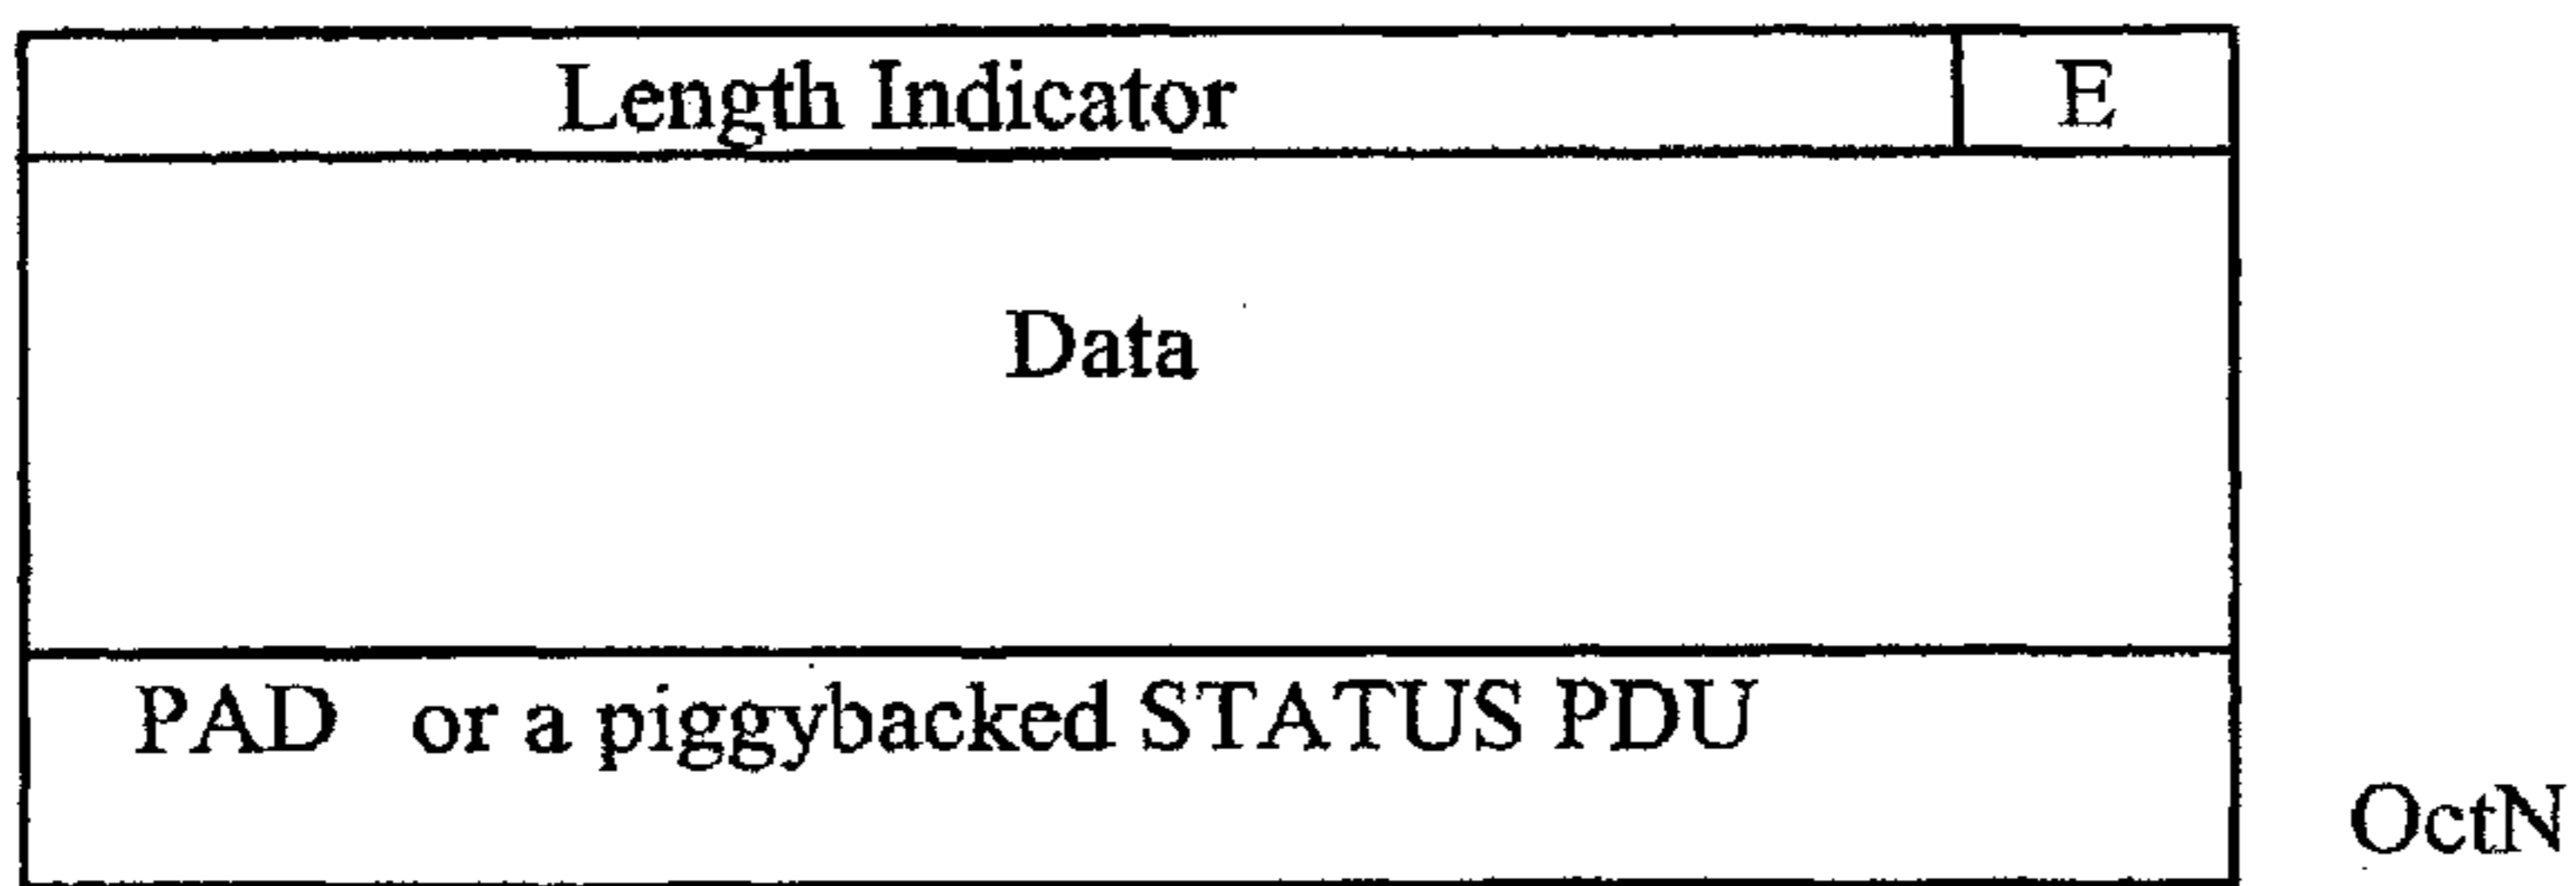 Length Indicator E
Data
PAD or a piggybacked STATUS PDU
OctN